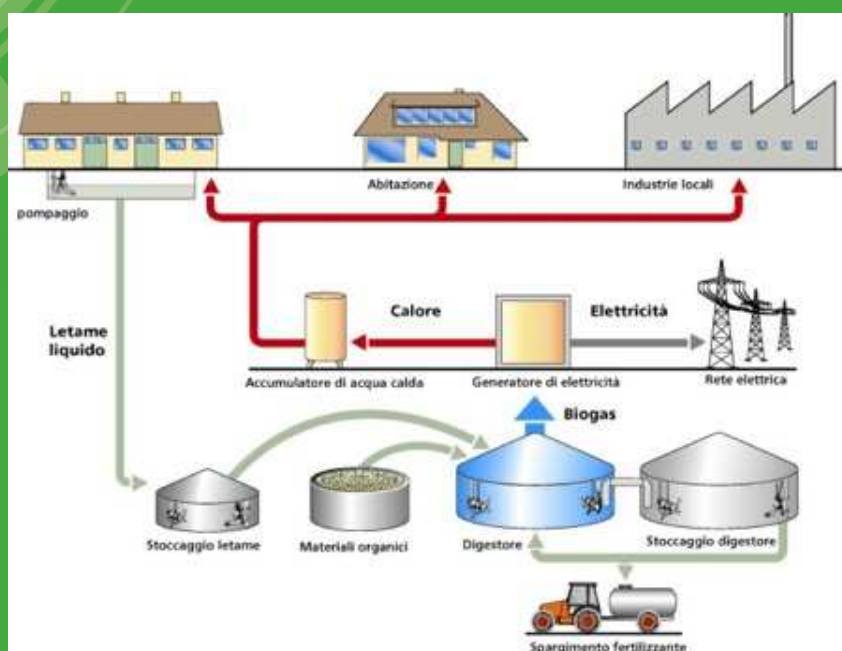 Abitazione
Industrie locali
pompaggio
Letame
liquido
Calore
Elettricità
Accumulatore di acqua calda
Generatore di elettricità
Rete elettrica
Biogas
Stoccaggio letame
Materiali organici
Digestore
Stoccaggio digestore
Spargimento fertilizzante